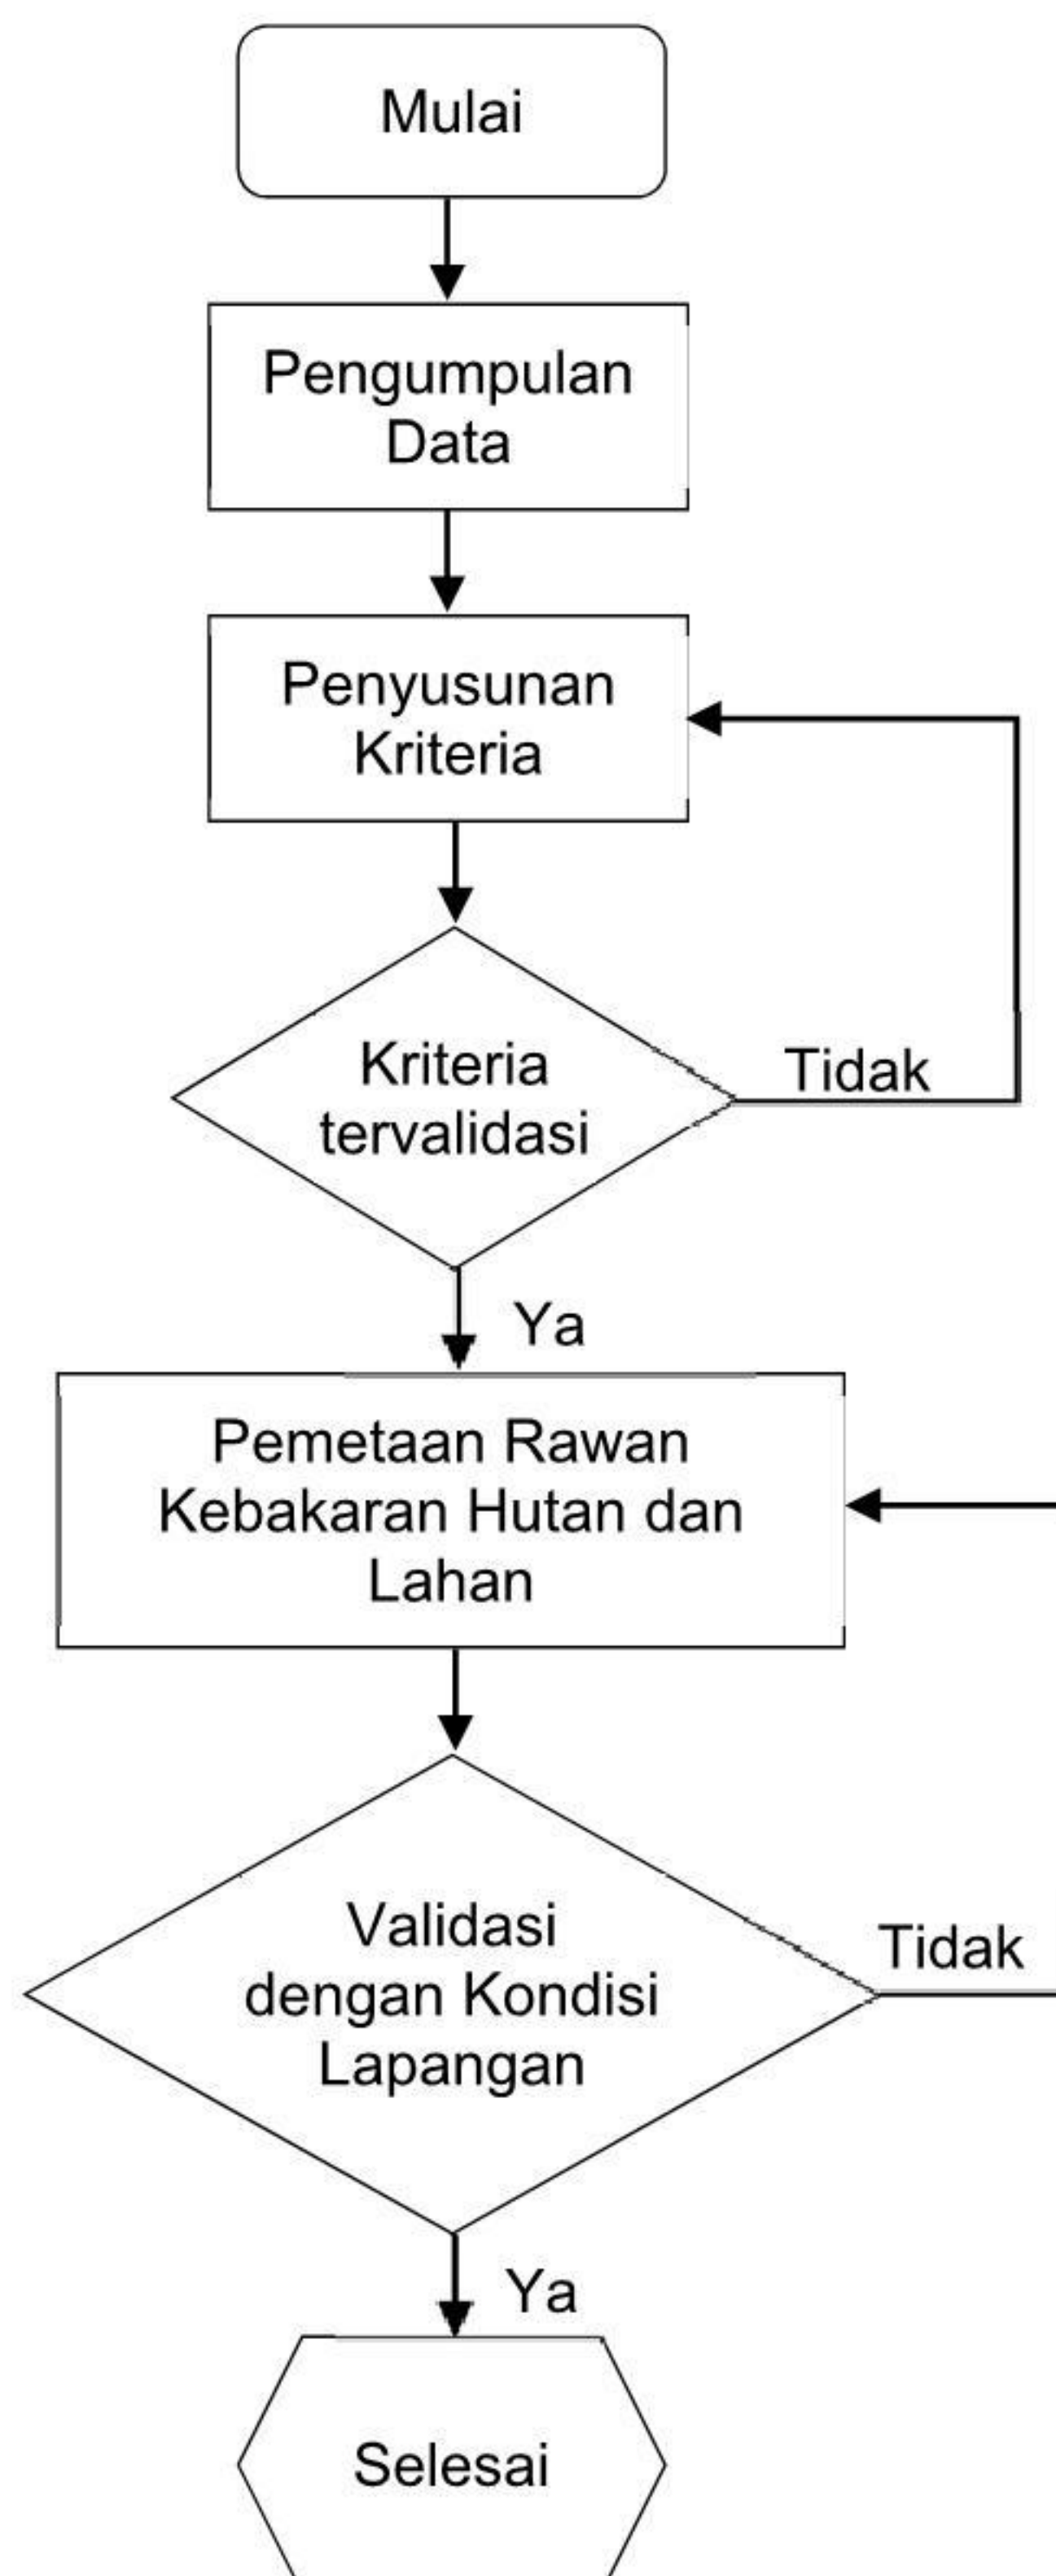 Mulai
Pengumpulan
Data
Penyusunan
Kriteria
Kriteria
tervalidasi
Tidak
Ya
Pemetaan Rawan
Kebakaran Hutan dan
Lahan
Validasi
dengan Kondisi
Lapangan
Tidak
Ya
Selesai